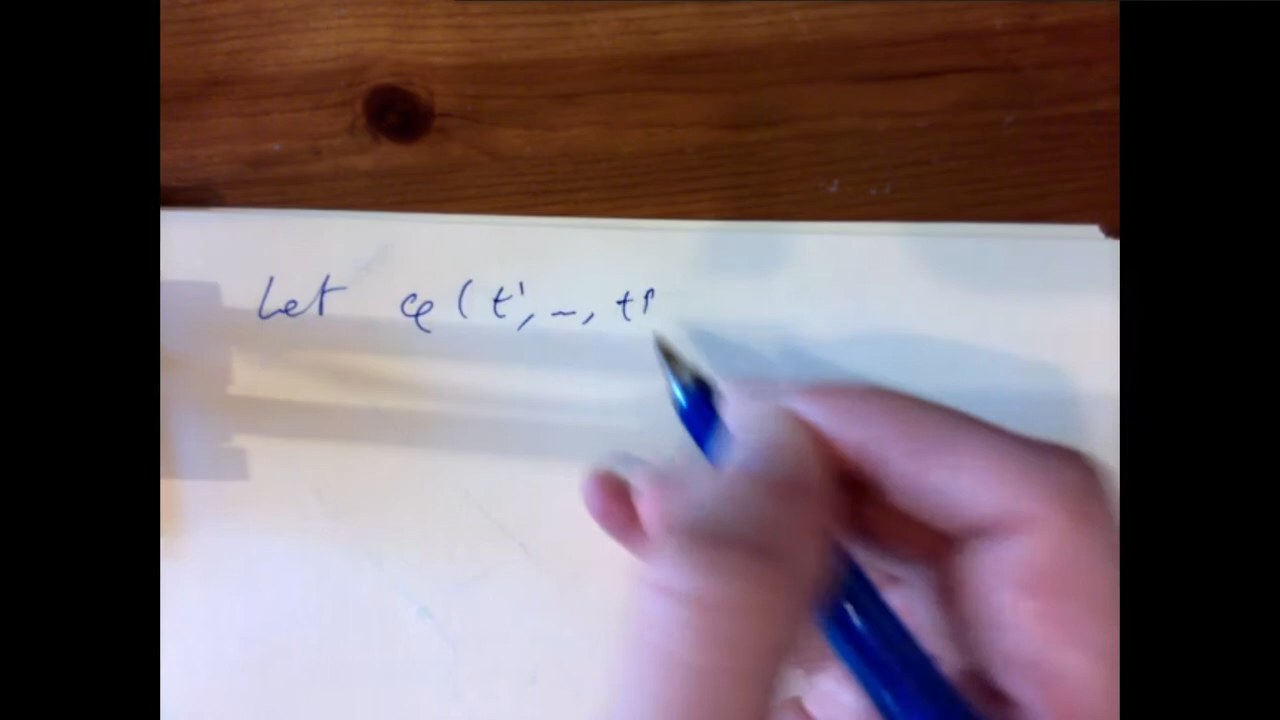 Let φ(t¹, ..., tᵖ